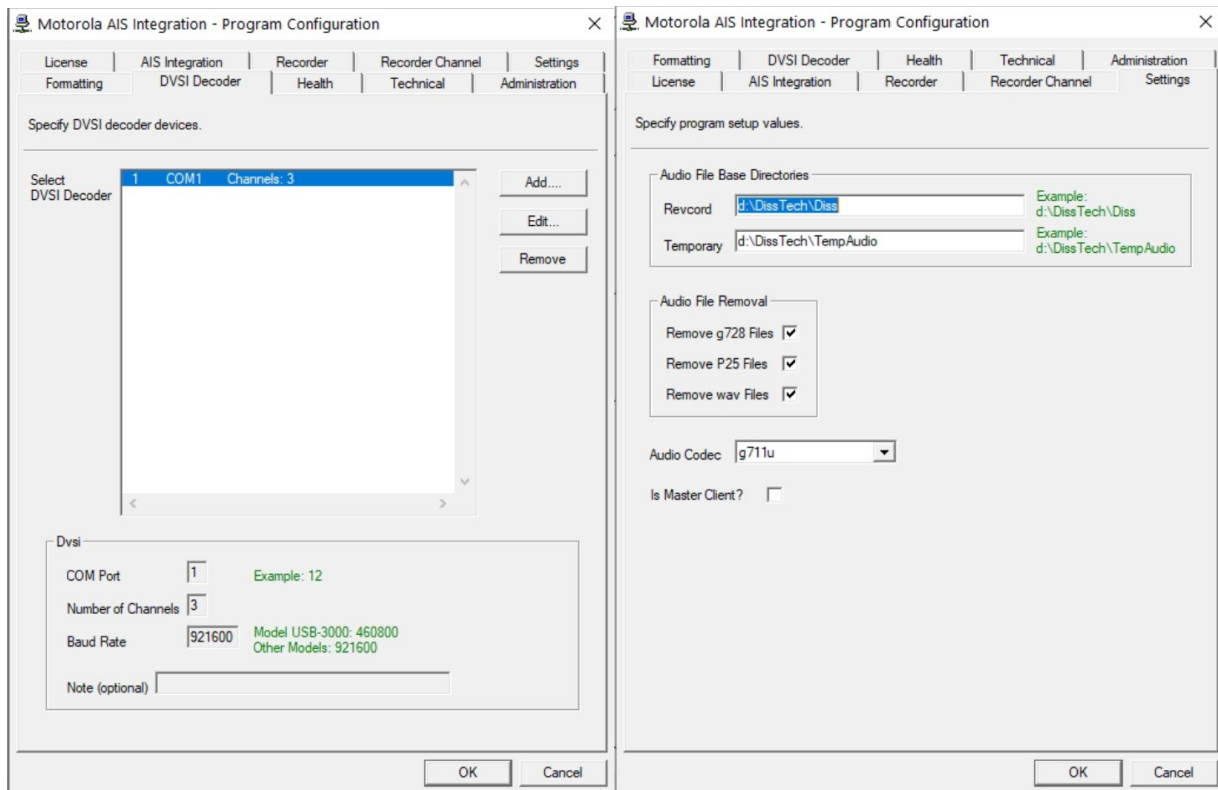 Motorola AIS Integration - Program Configuration
License AIS Integration Recorder Recorder Channel Settings
Formatting DVSI Decoder Health Technical Administration
Specify DVSI decoder devices.
Select
DVSI Decoder
1 COM1 Channels: 3
Add....
Edit...
Remove
Dvsi
COM Port 1 Example: 12
Number of Channels 3
Baud Rate 921600 Model USB-3000: 460800
Other Models: 921600
Note (optional)
OK Cancel
Motorola AIS Integration - Program Configuration
Formatting DVSI Decoder Health Technical Administration
License AIS Integration Recorder Recorder Channel Settings
Specify program setup values.
Audio File Base Directories
Revcord d:\DissTech\Diss Example:
d:\DissTech\Diss
Temporary d:\DissTech\TempAudio Example:
d:\DissTech\TempAudio
Audio File Removal
Remove g728 Files
Remove P25 Files
Remove wav Files
Audio Codec g711u
Is Master Client?
OK Cancel